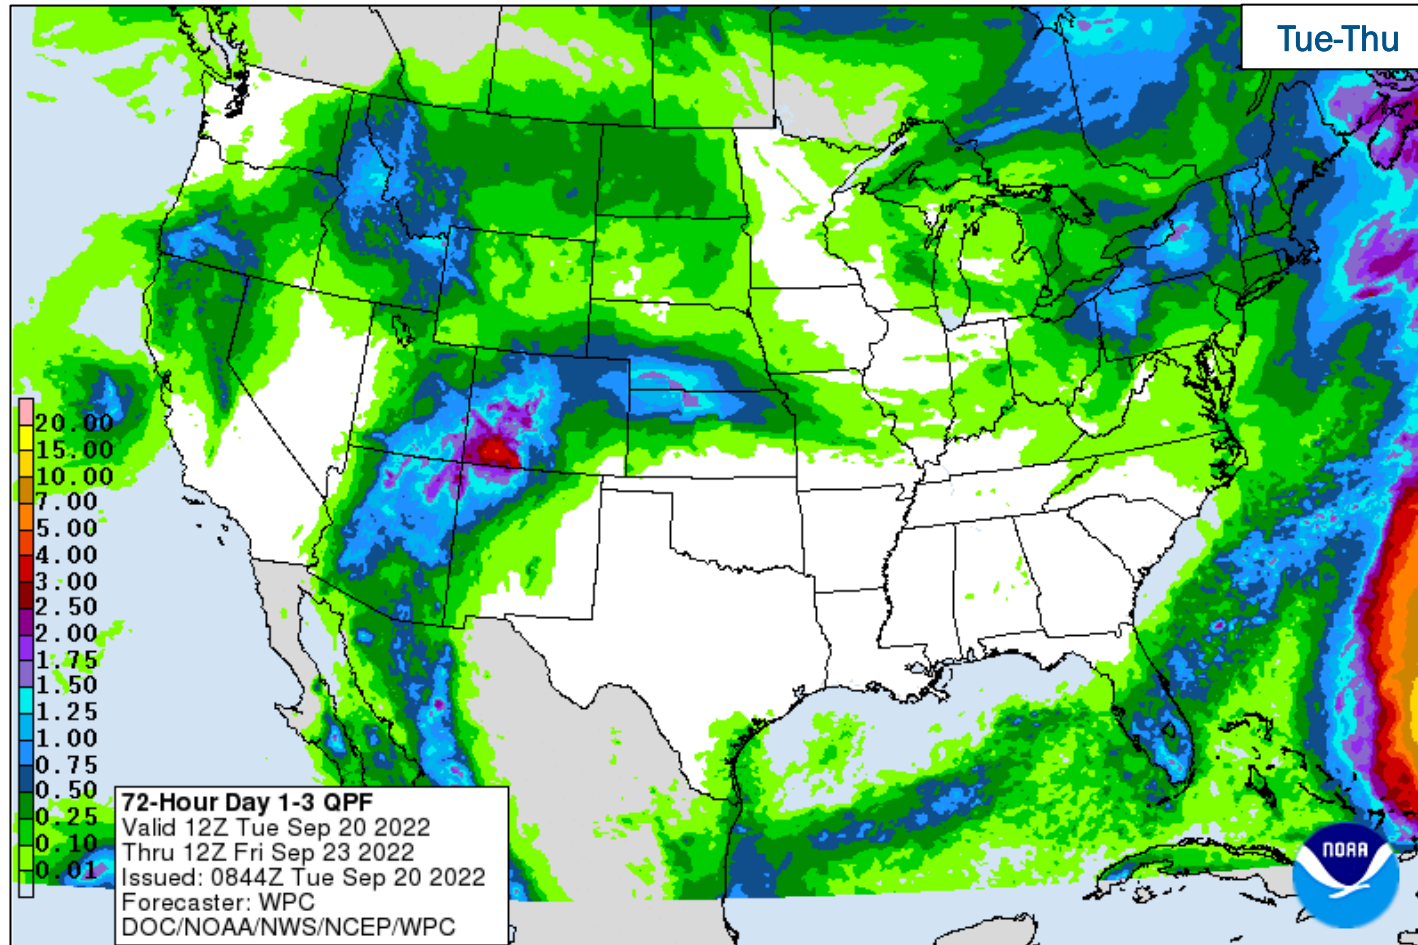 Tue-Thu
20.00
15.00
10.00
7.00
5.00
4.00
3.00
2.50
2.00
1.75
1.50
1.25
1.00
0.75
0.50
0.25
0.10
0.01
72-Hour Day 1-3 QPF
Valid 12Z Tue Sep 20 2022
Thru 12Z Fri Sep 23 2022
Issued: 0844Z Tue Sep 20 2022
Forecaster: WPC
DOC/NOAA/NWS/NCEP/WPC
NOAA